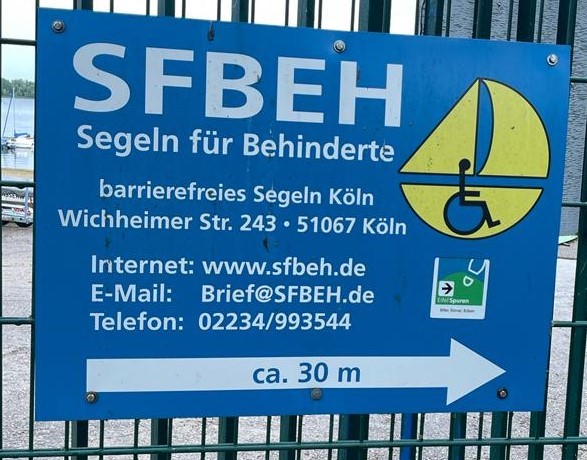 SFBEH
Segeln für Behinderte
barrierefreies Segeln Köln
Wichheimer Str. 243 • 51067 Köln
Internet: www.sfbeh.de
E-Mail: Brief@SFBEH.de
Telefon: 02234/993544
EifelSpuren
ca. 30 m